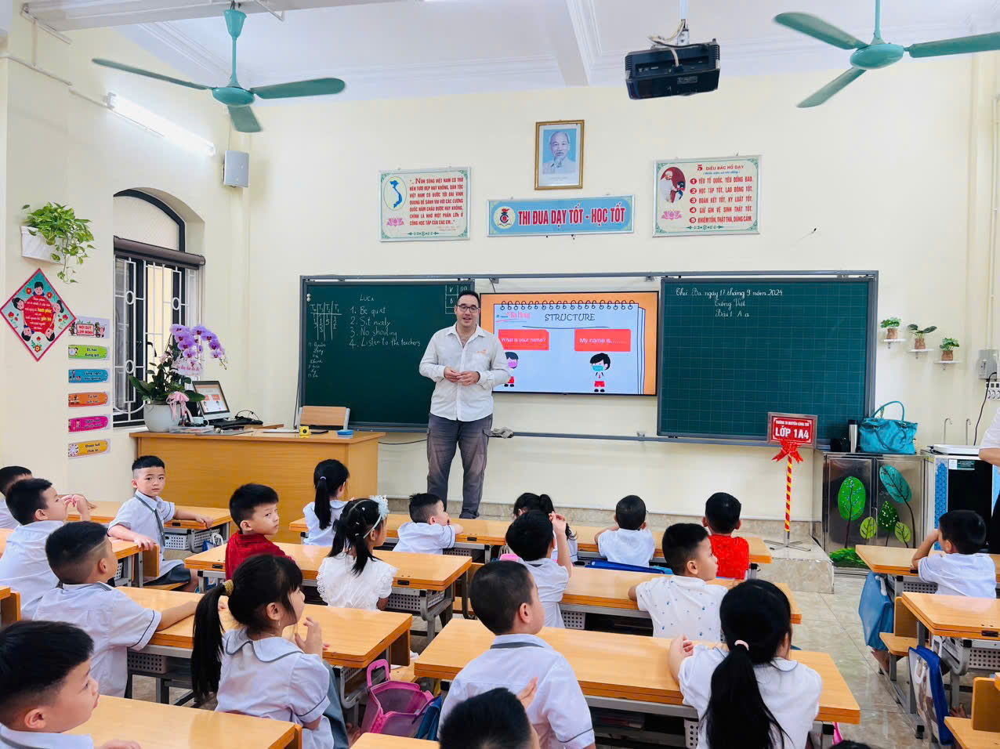 "...NON SÔNG VIỆT NAM CÓ TRỞ
NÊN TƯƠI ĐẸP HAY KHÔNG, DÂN TỘC
VIỆT NAM CÓ BƯỚC TỚI ĐÀI VINH
QUANG ĐỂ SÁNH VAI VỚI CÁC CƯỜNG
QUỐC NĂM CHÂU ĐƯỢC HAY KHÔNG,
CHÍNH LÀ NHỜ MỘT PHẦN LỚN Ở
CÔNG HỌC TẬP CỦA CÁC EM..."
THI ĐUA DẠY TỐT - HỌC TỐT
5 ĐIỀU BÁC HỒ DẠY
1 YÊU TỔ QUỐC, YÊU ĐỒNG BÀO.
2 HỌC TẬP TỐT, LAO ĐỘNG TỐT.
3 ĐOÀN KẾT TỐT, KỶ LUẬT TỐT.
4 GIỮ GÌN VỆ SINH THẬT TỐT.
5 KHIÊM TỐN, THẬT THÀ, DŨNG CẢM.
LUCA
1. Be quiet
2. Sit nicely
3. No shouting
4. Listen to the teachers
STRUCTURE
What is your name?
My name is........
Thứ Ba ngày 17 tháng 9 năm 2024
Tiếng Việt
Bài 1 A a
NỘI QUY
LỚP MÌNH
LỚP 1A4